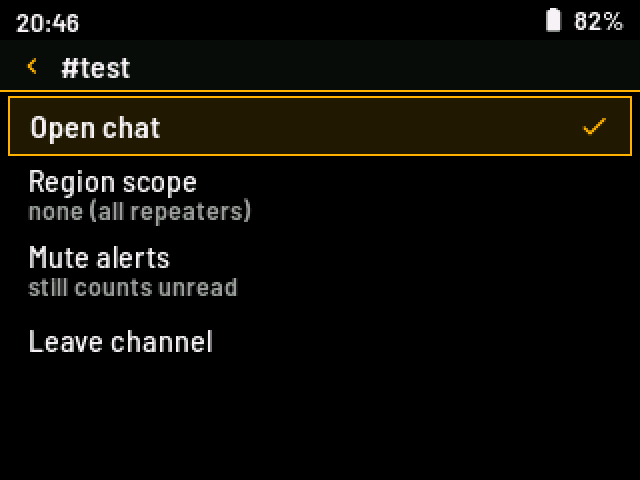 20:46
82%
#test
Open chat
Region scope
none (all repeaters)
Mute alerts
still counts unread
Leave channel